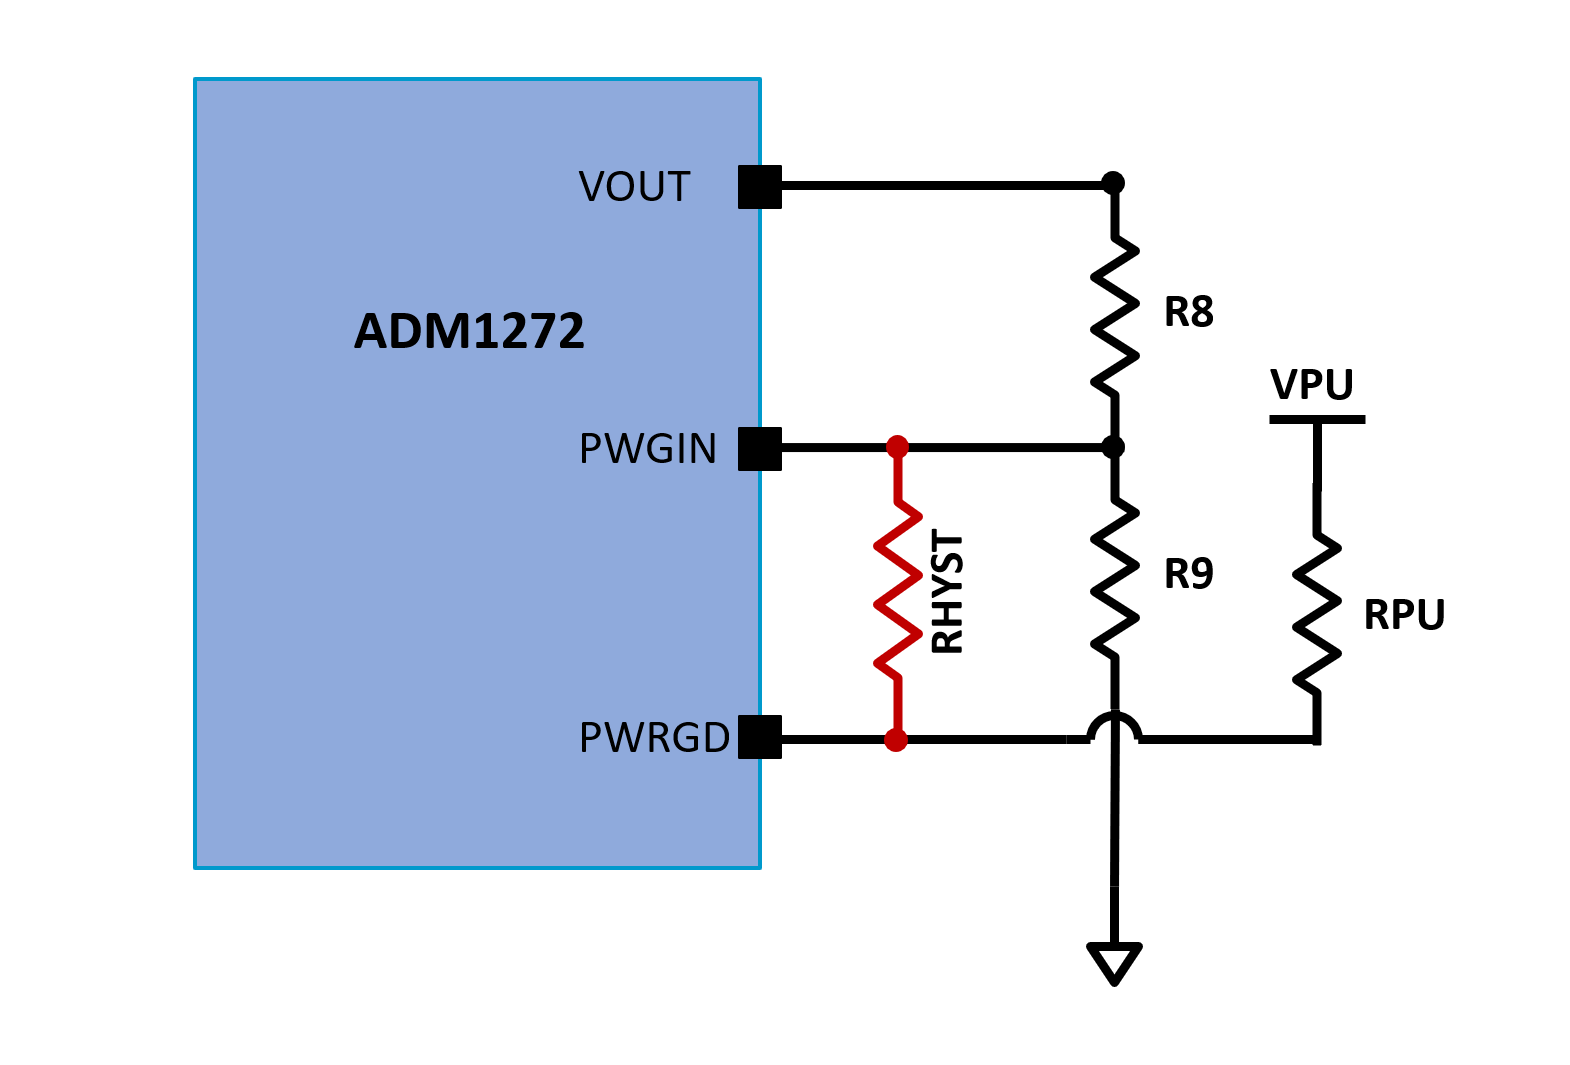 VOUT
R8
ADM1272
VPU
PWGIN
RHYST
R9
RPU
PWRGD